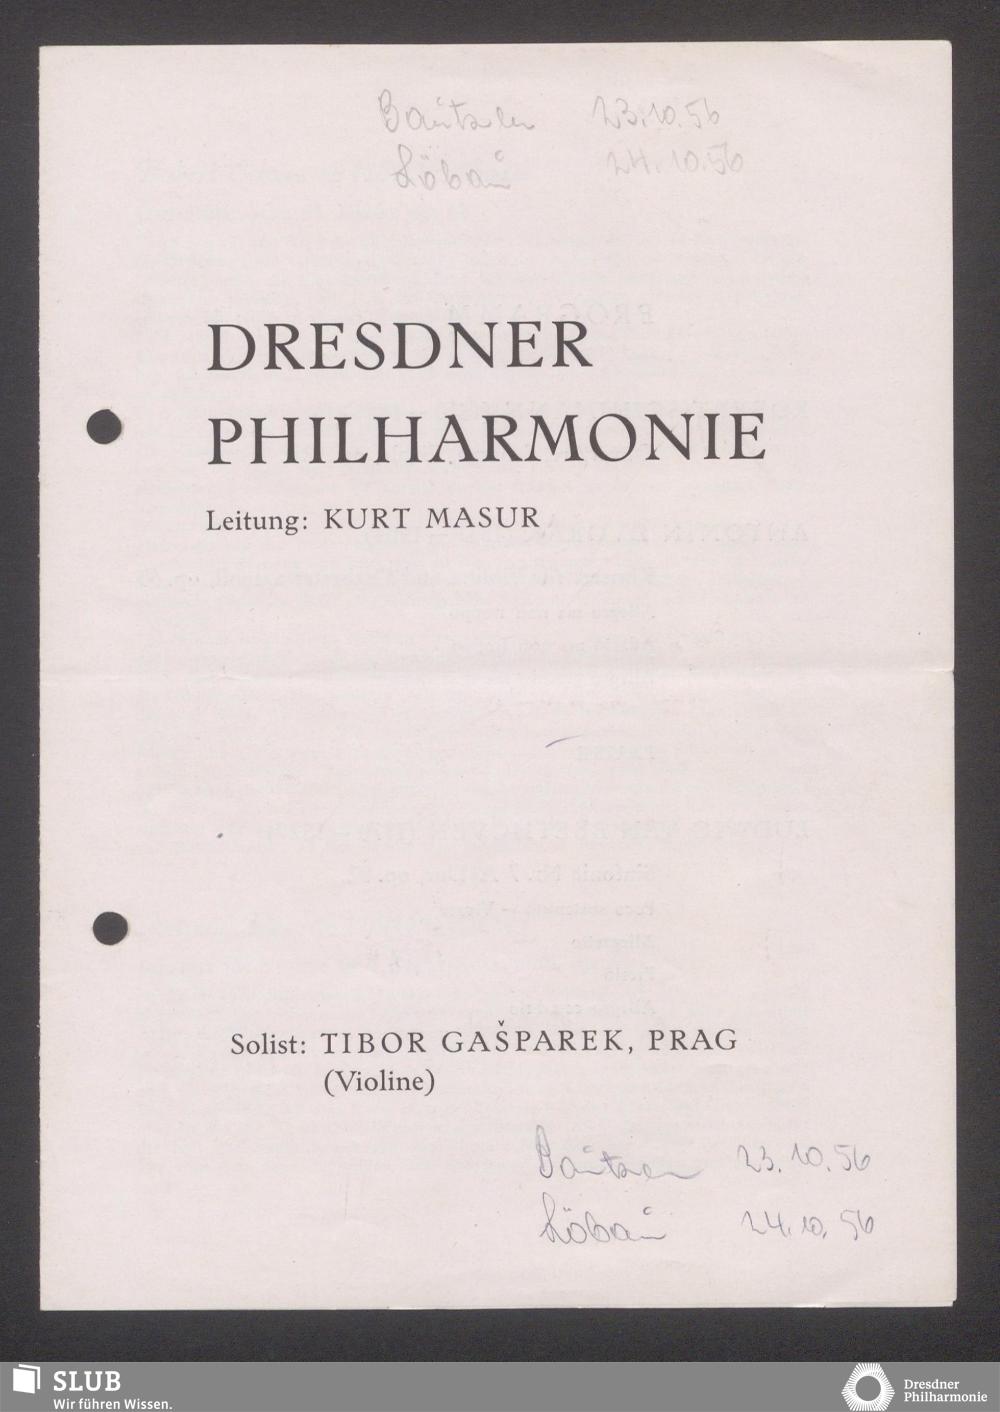 Bautzen 23.10.56
Löbau 24.10.56
DRESDNER
PHILHARMONIE
Leitung: KURT MASUR
Solist: TIBOR GAŠPAREK, PRAG
(Violine)
Bautzen 23.10.56
Löbau 24.10.56
SLUB
Wir führen Wissen.
Dresdner
Philharmonie